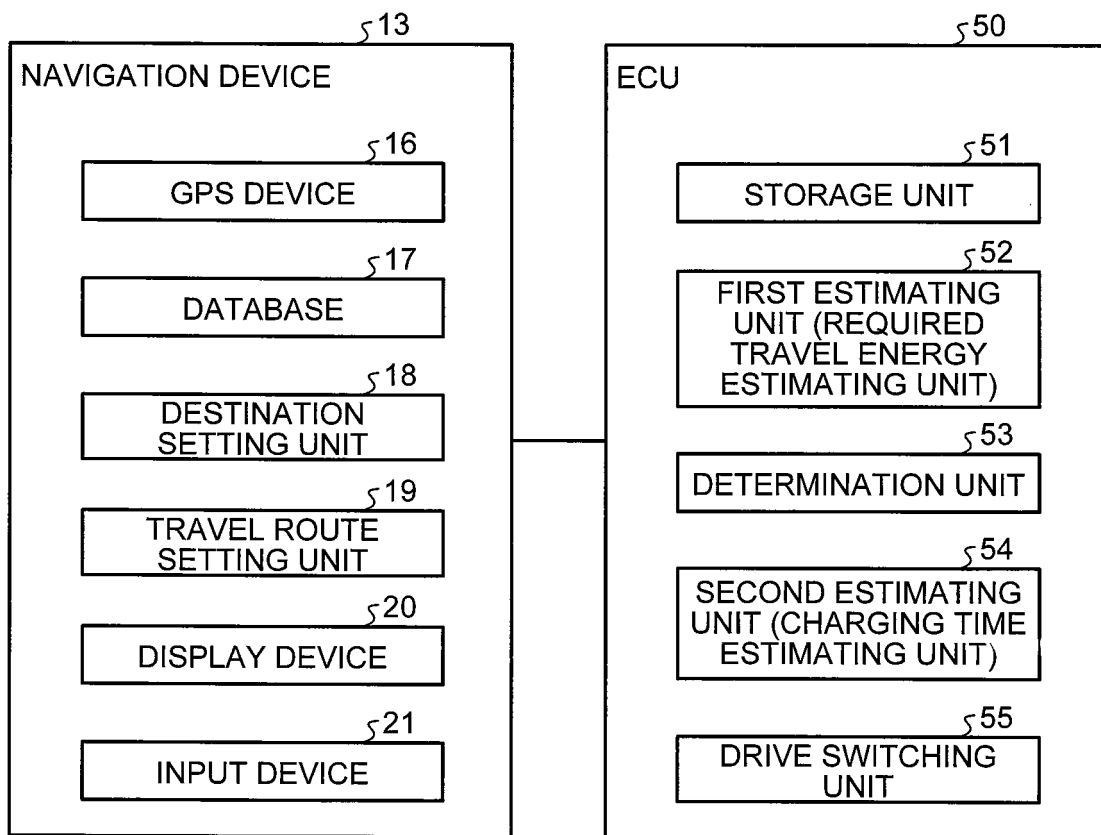 13
NAVIGATION DEVICE
16
GPS DEVICE
17
DATABASE
18
DESTINATION
SETTING UNIT
19
TRAVEL ROUTE
SETTING UNIT
20
DISPLAY DEVICE
21
INPUT DEVICE
50
ECU
51
STORAGE UNIT
52
FIRST ESTIMATING
UNIT (REQUIRED
TRAVEL ENERGY
ESTIMATING UNIT)
53
DETERMINATION UNIT
54
SECOND ESTIMATING
UNIT (CHARGING TIME
ESTIMATING UNIT)
55
DRIVE SWITCHING
UNIT